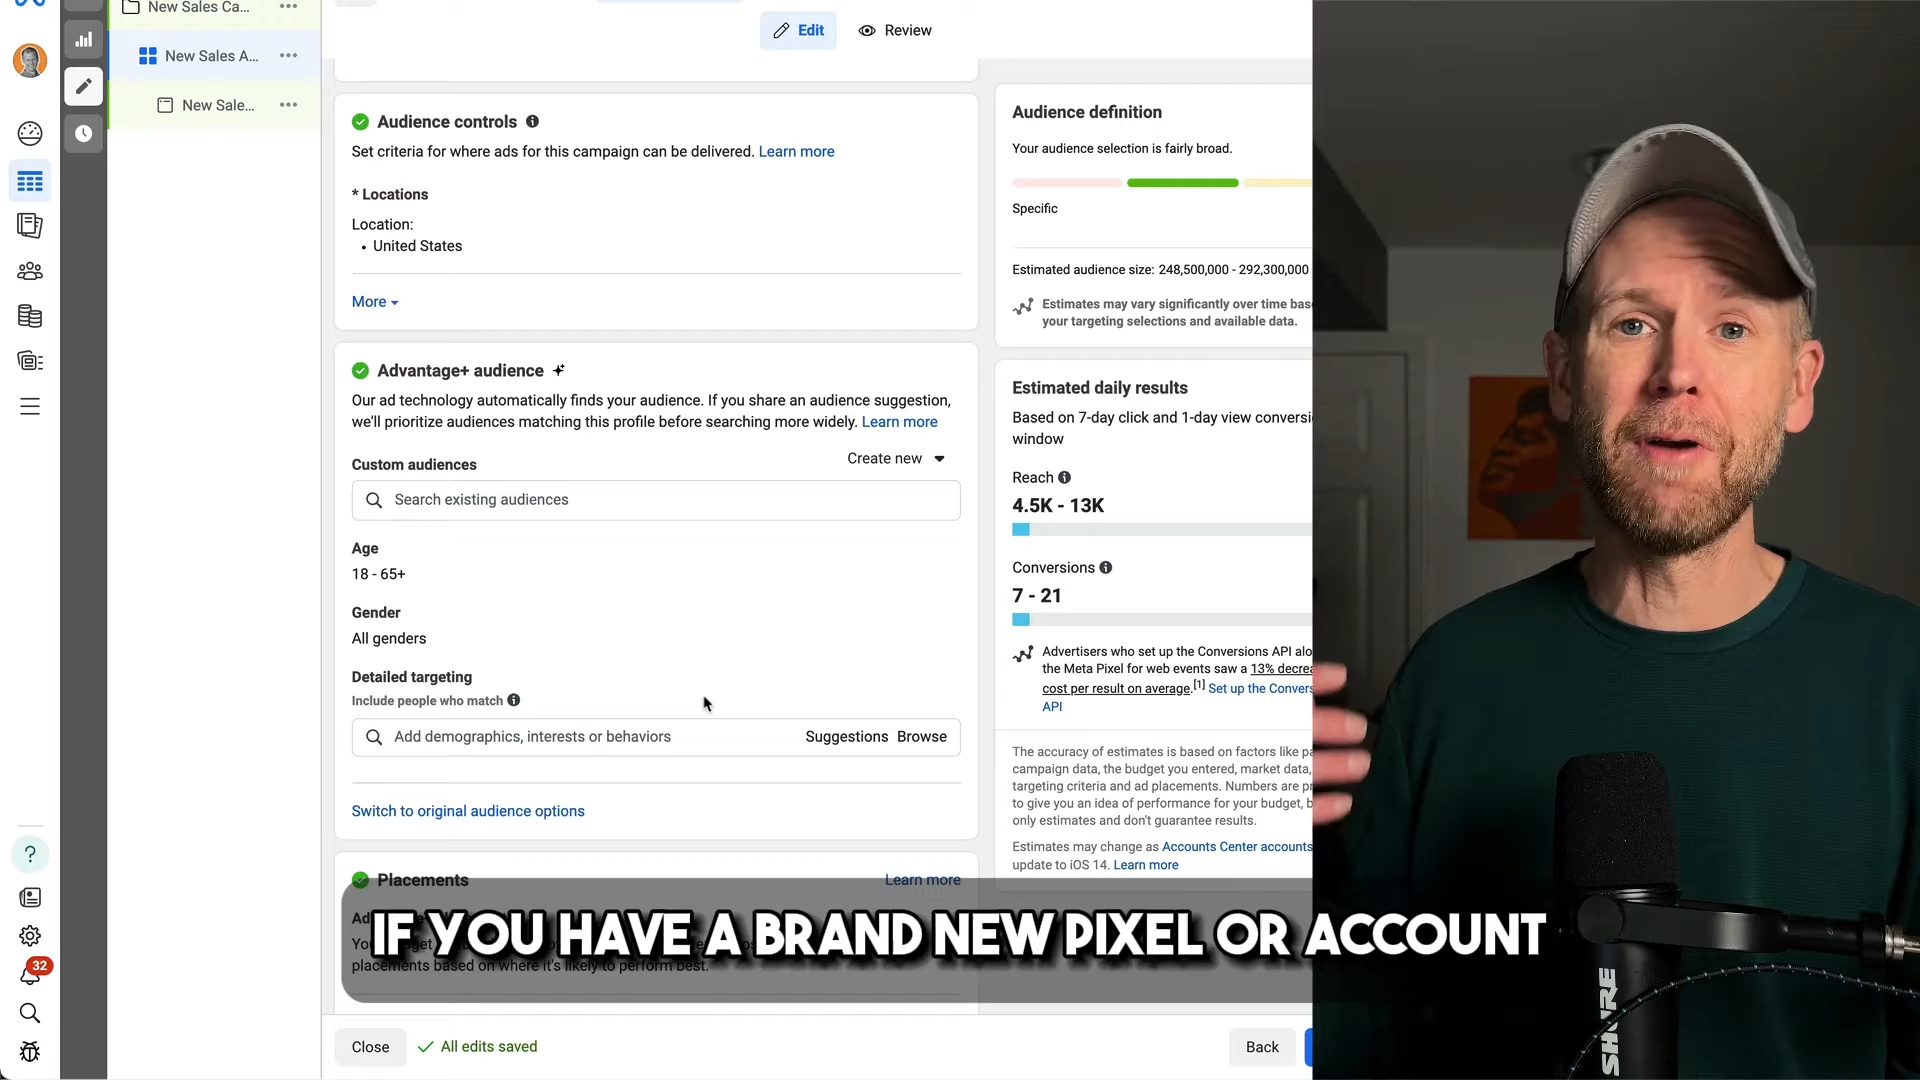 New Sales Ca...
New Sales A...
New Sale...
Edit
Review
Audience controls
Set criteria for where ads for this campaign can be delivered. Learn more
* Locations
Location:
• United States
More
Advantage+ audience
Our ad technology automatically finds your audience. If you share an audience suggestion,
we'll prioritize audiences matching this profile before searching more widely. Learn more
Custom audiences
Create new
Search existing audiences
Age
18 - 65+
Gender
All genders
Detailed targeting
Include people who match
Add demographics, interests or behaviors
Suggestions
Browse
Switch to original audience options
Placements
Learn more
placements based on where it's likely to perform best.
Close
All edits saved
Back
Audience definition
Your audience selection is fairly broad.
Specific
Estimated audience size: 248,500,000 - 292,300,000
Estimates may vary significantly over time
your targeting selections and available data.
Estimated daily results
Based on 7-day click and 1-day view
window
Reach
4.5K - 13K
Conversions
7 - 21
Advertisers who set up the Conversions API
the Meta Pixel for web events saw a 13%
cost per result on average.[1] Set up the
API
The accuracy of estimates is based on factors like
campaign data, the budget you entered, market data,
targeting criteria and ad placements. Numbers are
to give you an idea of performance for your budget,
only estimates and don't guarantee results.
Estimates may change as Accounts Center accounts
update to iOS 14. Learn more
32
IF YOU HAVE A BRAND NEW PIXEL OR ACCOUNT
SHURE